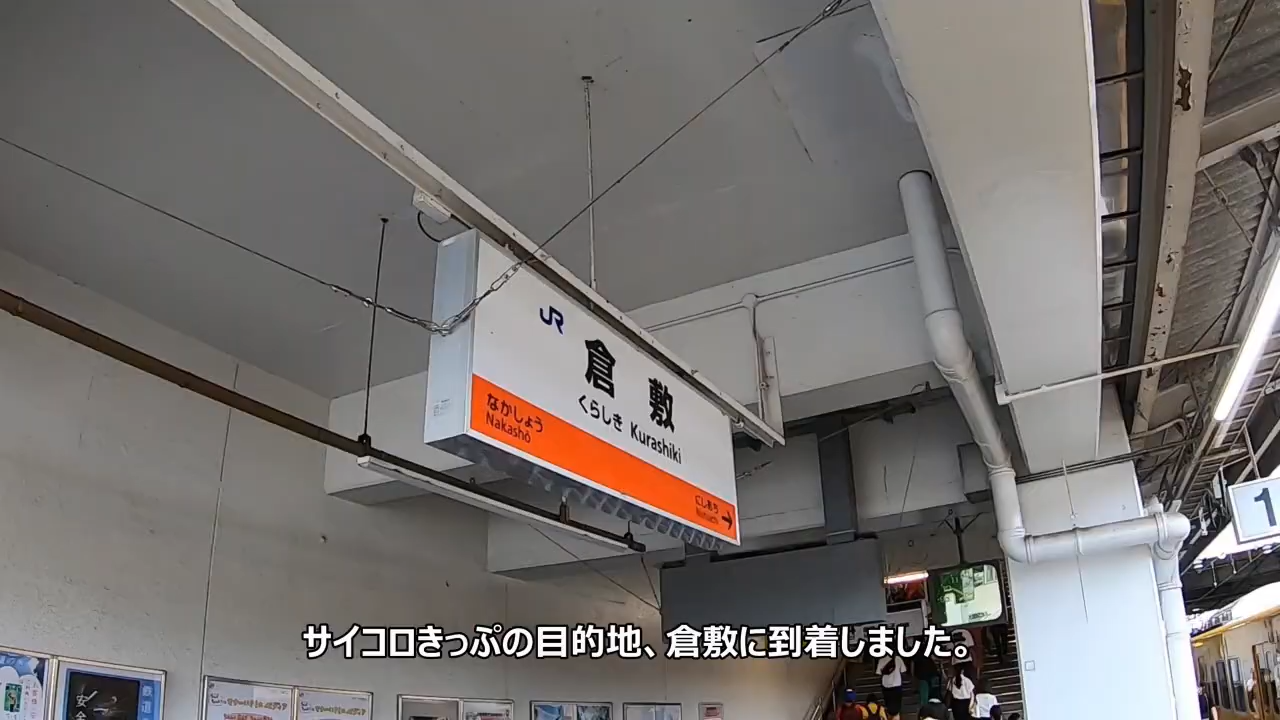 JR
倉敷
くらしき Kurashiki
なかしょう
Nakashō
にしあち
1
サイコロきっぷの目的地、倉敷に到着しました。